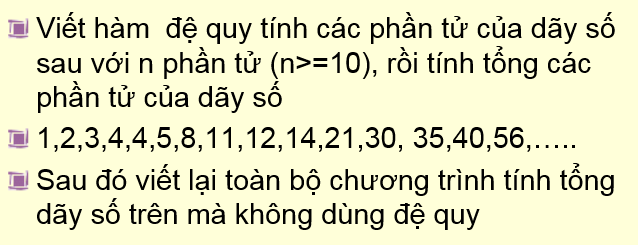 Viết hàm đệ quy tính các phần tử của dãy số
sau với n phần tử (n>=10), rồi tính tổng các
phần tử của dãy số
1,2,3,4,4,5,8,11,12,14,21,30, 35,40,56,…..
Sau đó viết lại toàn bộ chương trình tính tổng
dãy số trên mà không dùng đệ quy